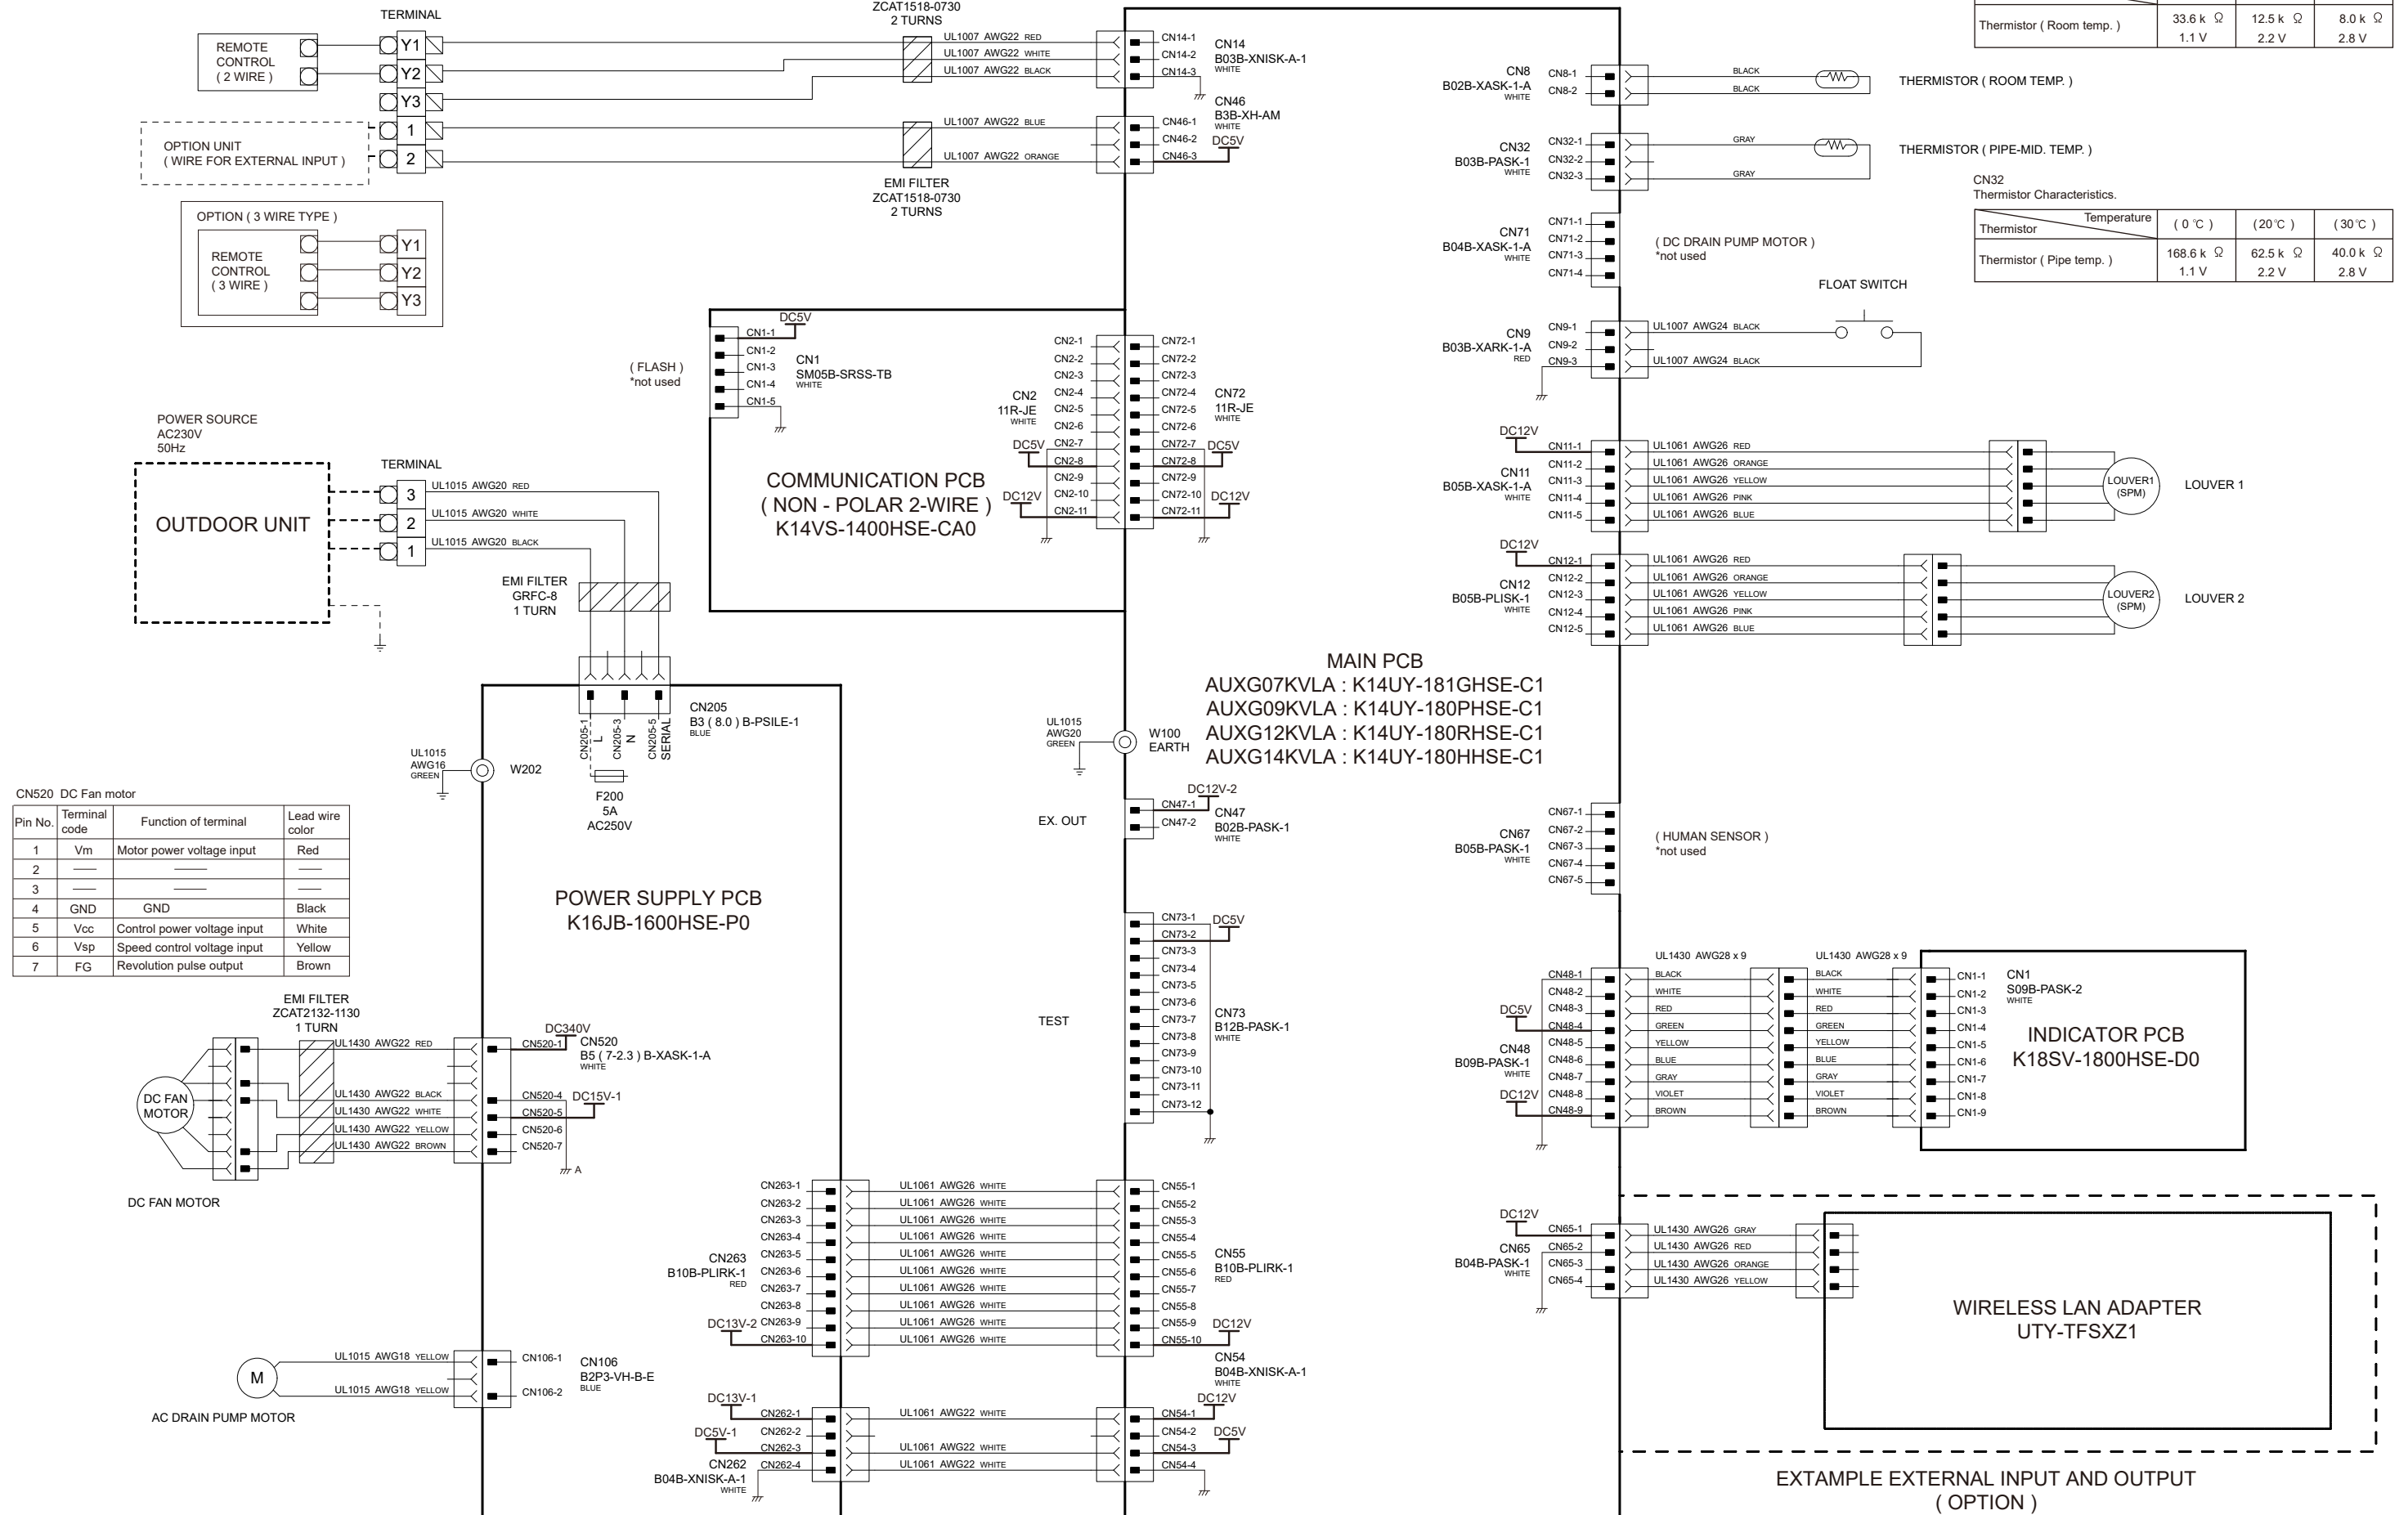 TERMINAL
REMOTE
CONTROL
( 2 WIRE )
Y1
Y2
Y3
1
2
OPTION UNIT
( WIRE FOR EXTERNAL INPUT )
OPTION ( 3 WIRE TYPE )
REMOTE
CONTROL
( 3 WIRE )
Y1
Y2
Y3
ZCAT1518-0730
2 TURNS
UL1007 AWG22 RED
UL1007 AWG22 WHITE
UL1007 AWG22 BLACK
UL1007 AWG22 BLUE
UL1007 AWG22 ORANGE
EMI FILTER
ZCAT1518-0730
2 TURNS
CN14-1
CN14-2
CN14-3
CN14
B03B-XNISK-A-1
WHITE
CN46
B3B-XH-AM
WHITE
CN46-1
CN46-2
CN46-3
DC5V
CN8
B02B-XASK-1-A
WHITE
CN8-1
CN8-2
BLACK
BLACK
THERMISTOR ( ROOM TEMP. )
Thermistor ( Room temp. )
33.6 k Ω 12.5 k Ω 8.0 k Ω
1.1 V 2.2 V 2.8 V
CN32
B03B-PASK-1
WHITE
CN32-1
CN32-2
CN32-3
GRAY
GRAY
THERMISTOR ( PIPE-MID. TEMP. )
CN32
Thermistor Characteristics.
Temperature
Thermistor
( 0 ℃ ) (20℃ ) (30℃ )
Thermistor ( Pipe temp. )
168.6 k Ω 62.5 k Ω 40.0 k Ω
1.1 V 2.2 V 2.8 V
CN71
B04B-XASK-1-A
WHITE
CN71-1
CN71-2
CN71-3
CN71-4
( DC DRAIN PUMP MOTOR )
*not used
FLOAT SWITCH
CN9
B03B-XARK-1-A
RED
CN9-1
CN9-2
CN9-3
UL1007 AWG24 BLACK
UL1007 AWG24 BLACK
( FLASH )
*not used
DC5V
CN1-1
CN1-2
CN1-3
CN1-4
CN1-5
CN1
SM05B-SRSS-TB
WHITE
CN2
11R-JE
WHITE
CN2-1
CN2-2
CN2-3
CN2-4
CN2-5
CN2-6
CN2-7
CN2-8
CN2-9
CN2-10
CN2-11
DC5V
DC12V
CN72-1
CN72-2
CN72-3
CN72-4
CN72-5
CN72-6
CN72-7
CN72-8
CN72-9
CN72-10
CN72-11
CN72
11R-JE
WHITE
DC5V
DC12V
COMMUNICATION PCB
( NON - POLAR 2-WIRE )
K14VS-1400HSE-CA0
DC12V
CN11
B05B-XASK-1-A
WHITE
CN11-1
CN11-2
CN11-3
CN11-4
CN11-5
UL1061 AWG26 RED
UL1061 AWG26 ORANGE
UL1061 AWG26 YELLOW
UL1061 AWG26 PINK
UL1061 AWG26 BLUE
LOUVER1
(SPM)
LOUVER 1
DC12V
CN12
B05B-PLISK-1
WHITE
CN12-1
CN12-2
CN12-3
CN12-4
CN12-5
UL1061 AWG26 RED
UL1061 AWG26 ORANGE
UL1061 AWG26 YELLOW
UL1061 AWG26 PINK
UL1061 AWG26 BLUE
LOUVER2
(SPM)
LOUVER 2
POWER SOURCE
AC230V
50Hz
OUTDOOR UNIT
TERMINAL
3
2
1
UL1015 AWG20 RED
UL1015 AWG20 WHITE
UL1015 AWG20 BLACK
EMI FILTER
GRFC-8
1 TURN
CN205-1
L
CN205-3
N
CN205-5
SERIAL
CN205
B3 ( 8.0 ) B-PSILE-1
BLUE
F200
5A
AC250V
UL1015
AWG16
GREEN
W202
UL1015
AWG20
GREEN
W100
EARTH
MAIN PCB
AUXG07KVLA : K14UY-181GHSE-C1
AUXG09KVLA : K14UY-180PHSE-C1
AUXG12KVLA : K14UY-180RHSE-C1
AUXG14KVLA : K14UY-180HHSE-C1
EX. OUT
DC12V-2
CN47-1
CN47-2
CN47
B02B-PASK-1
WHITE
CN67
B05B-PASK-1
WHITE
CN67-1
CN67-2
CN67-3
CN67-4
CN67-5
( HUMAN SENSOR )
*not used
CN520 DC Fan motor
Pin No. Terminal code Function of terminal Lead wire color
1 Vm Motor power voltage input Red
2 — — —
3 — — —
4 GND GND Black
5 Vcc Control power voltage input White
6 Vsp Speed control voltage input Yellow
7 FG Revolution pulse output Brown
POWER SUPPLY PCB
K16JB-1600HSE-P0
EMI FILTER
ZCAT2132-1130
1 TURN
DC FAN
MOTOR
DC FAN MOTOR
UL1430 AWG22 RED
UL1430 AWG22 BLACK
UL1430 AWG22 WHITE
UL1430 AWG22 YELLOW
UL1430 AWG22 BROWN
DC340V
CN520-1
CN520
B5 ( 7-2.3 ) B-XASK-1-A
WHITE
CN520-4
CN520-5
CN520-6
CN520-7
DC15V-1
A
TEST
CN73-1
CN73-2
CN73-3
CN73-4
CN73-5
CN73-6
CN73-7
CN73-8
CN73-9
CN73-10
CN73-11
CN73-12
DC5V
CN73
B12B-PASK-1
WHITE
CN48
B09B-PASK-1
WHITE
DC5V
DC12V
CN48-1
CN48-2
CN48-3
CN48-4
CN48-5
CN48-6
CN48-7
CN48-8
CN48-9
UL1430 AWG28 x 9
BLACK
WHITE
RED
GREEN
YELLOW
BLUE
GRAY
VIOLET
BROWN
UL1430 AWG28 x 9
BLACK
WHITE
RED
GREEN
YELLOW
BLUE
GRAY
VIOLET
BROWN
CN1-1
CN1-2
CN1-3
CN1-4
CN1-5
CN1-6
CN1-7
CN1-8
CN1-9
CN1
S09B-PASK-2
WHITE
INDICATOR PCB
K18SV-1800HSE-D0
CN263
B10B-PLIRK-1
RED
CN263-1
CN263-2
CN263-3
CN263-4
CN263-5
CN263-6
CN263-7
CN263-8
CN263-9
CN263-10
DC13V-2
UL1061 AWG26 WHITE
UL1061 AWG26 WHITE
UL1061 AWG26 WHITE
UL1061 AWG26 WHITE
UL1061 AWG26 WHITE
UL1061 AWG26 WHITE
UL1061 AWG26 WHITE
UL1061 AWG26 WHITE
UL1061 AWG26 WHITE
UL1061 AWG26 WHITE
CN55-1
CN55-2
CN55-3
CN55-4
CN55-5
CN55-6
CN55-7
CN55-8
CN55-9
CN55-10
CN55
B10B-PLIRK-1
RED
DC12V
DC12V
CN65
B04B-PASK-1
WHITE
CN65-1
CN65-2
CN65-3
CN65-4
UL1430 AWG26 GRAY
UL1430 AWG26 RED
UL1430 AWG26 ORANGE
UL1430 AWG26 YELLOW
WIRELESS LAN ADAPTER
UTY-TFSXZ1
M
AC DRAIN PUMP MOTOR
UL1015 AWG18 YELLOW
UL1015 AWG18 YELLOW
CN106-1
CN106-2
CN106
B2P3-VH-B-E
BLUE
DC13V-1
DC5V-1
CN262
B04B-XNISK-A-1
WHITE
CN262-1
CN262-2
CN262-3
CN262-4
UL1061 AWG22 WHITE
UL1061 AWG22 WHITE
UL1061 AWG22 WHITE
CN54
B04B-XNISK-A-1
WHITE
DC12V
CN54-1
CN54-2
CN54-3
CN54-4
DC5V
EXTAMPLE EXTERNAL INPUT AND OUTPUT
( OPTION )